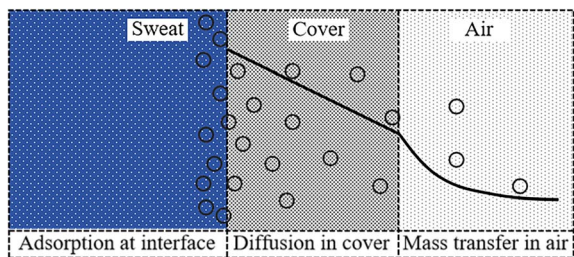 Sweat Cover Air
Adsorption at interface Diffusion in cover Mass transfer in air